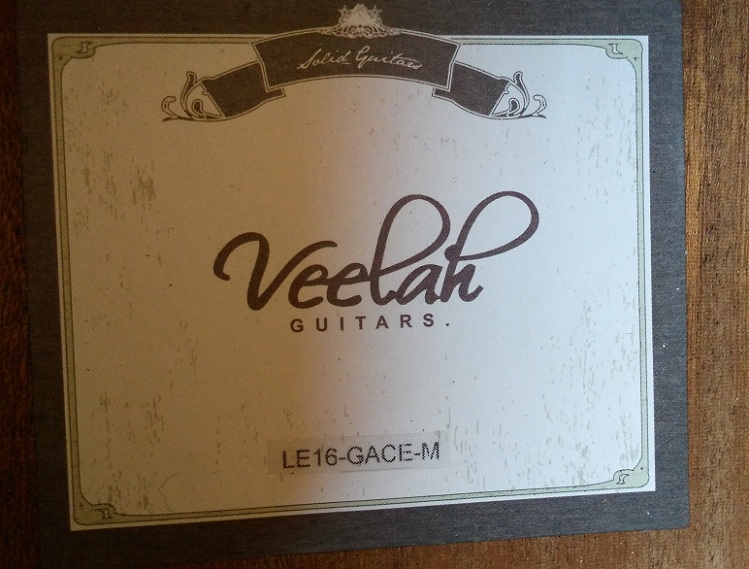 Solid Guitars
Veelah
GUITARS.
LE16-GACE-M